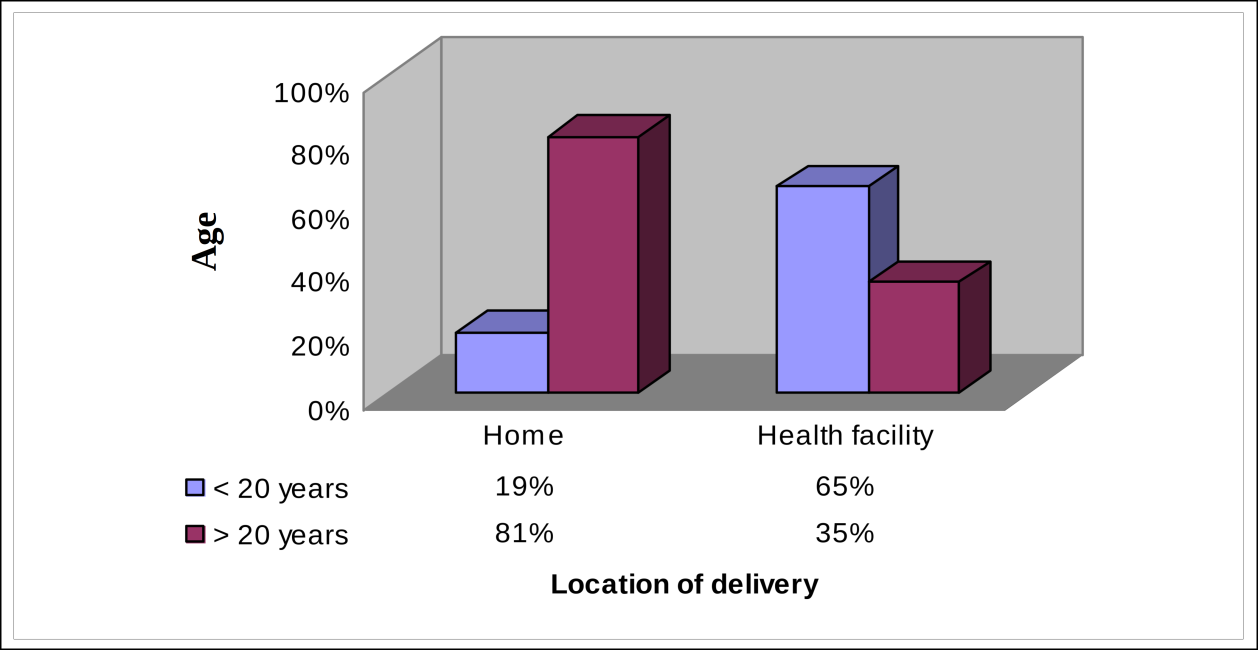 100%
80%
60%
40%
20%
0%
Age
Home Health facility
< 20 years 19% 65%
> 20 years 81% 35%
Location of delivery